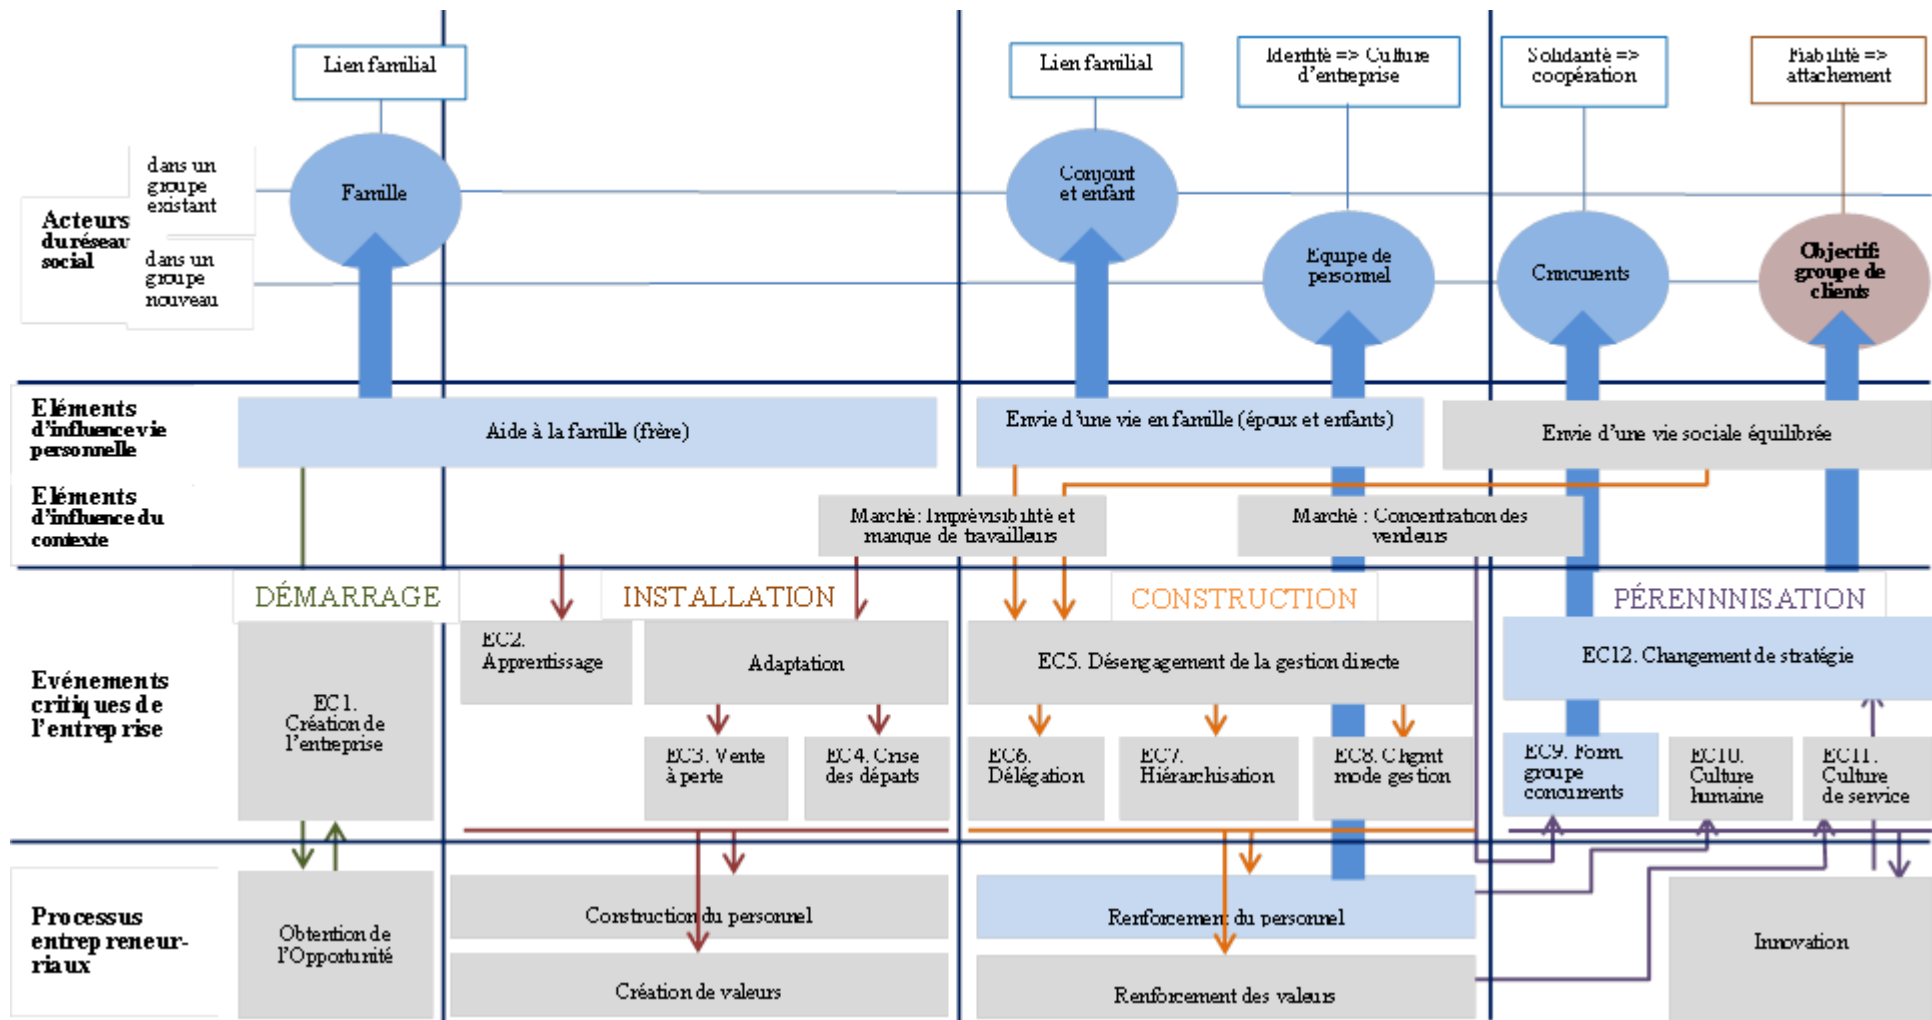 Lien familial
Lien familial
Identité => Culture
d'entreprise
Solidarité =>
coopération
Fiabilité =>
attachement
Acteurs
du réseau
social
dans un
groupe
existant
dans un
groupe
nouveau
Famille
Conjoint
et enfant
Equipe de
personnel
Cnncurents
Objectif:
groupe de
clients
Eléments
d'influence vie
personnelle
Aide à la famille (frère)
Envie d'une vie en famille (époux et enfants)
Envie d'une vie sociale équilibrée
Eléments
d'influence du
contexte
Marché: Imprévisibilité et
manque de travailleurs
Marché : Concentration des
vendeurs
DÉMARRAGE
INSTALLATION
CONSTRUCTION
PÉRENNNISATION
Evénements
critiques de
l'entreprise
EC1.
Création de
l'entreprise
EC2.
Apprentissage
Adaptation
EC3. Vente
à perte
EC4. Crise
des départs
EC5. Désengagement de la gestion directe
EC6.
Délégation
EC7.
Hiérarchisation
EC8. Chgmt
mode gestion
EC12. Changement de stratégie
EC9. Form.
groupe
concurrents
EC10.
Culture
humaine
EC11.
Culture
de service
Processus
entrepreneur-
riaux
Obtention de
l'Opportunité
Construction du personnel
Création de valeurs
Renforcement du personnel
Renforcement des valeurs
Innovation